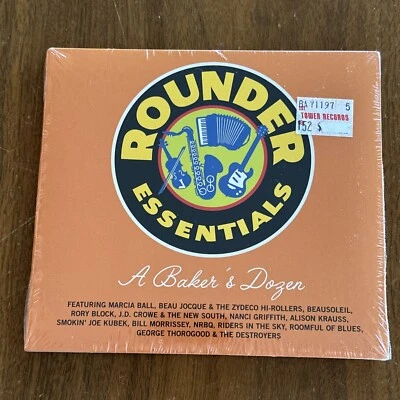 ROUNDER
ESSENTIALS
TOWER RECORDS
A Baker's Dozen
FEATURING MARCIA BALL, BEAU JOCQUE & THE ZYDECO HI-ROLLERS, BEAUSOLEIL,
RORY BLOCK, J.D. CROWE & THE NEW SOUTH, NANCI GRIFFITH, ALISON KRAUSS,
SMOKIN' JOE KUBEK, BILL MORRISSEY, NRBQ, RIDERS IN THE SKY, ROOMFUL OF BLUES,
GEORGE THOROGOOD & THE DESTROYERS